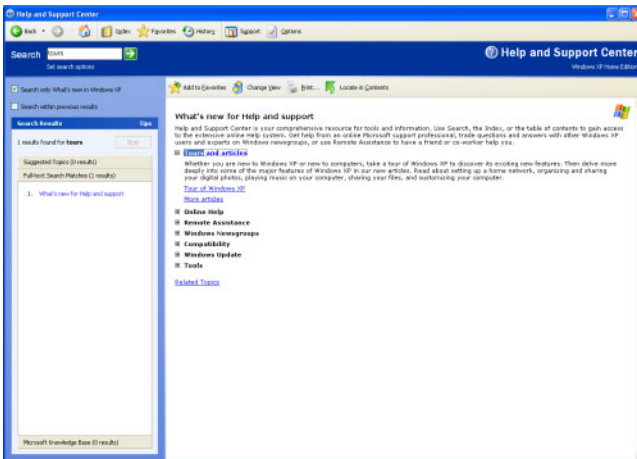 Help and Support Center
Back
Index Favorites History Support Options
Search tours
Set search options
Help and Support Center
Windows XP Home Edition
Search only What's new in Windows XP
Search within previous results
Search Results Tips
1 results found for tours
Suggested Topics (0 results)
Full-text Search Matches (1 results)
1. What's new for Help and support
Microsoft Knowledge Base (0 results)
Add to Favorites Change View Print... Locate in Contents
What's new for Help and support
Help and Support Center is your comprehensive resource for tools and information. Use Search, the Index, or the table of contents to gain access
to the extensive online Help system. Get help from an online Microsoft support professional, trade questions and answers with other Windows XP
users and experts on Windows newsgroups, or use Remote Assistance to have a friend or co-worker help you.
Tours and articles
Whether you are new to Windows XP or new to computers, take a tour of Windows XP to discover its exciting new features. Then delve more
deeply into some of the major features of Windows XP in our new articles. Read about setting up a home network, organizing and sharing
your digital photos, playing music on your computer, sharing your files, and customizing your computer.
Tour of Windows XP
More articles
Online Help
Remote Assistance
Windows Newsgroups
Compatibility
Windows Update
Tools
Related Topics